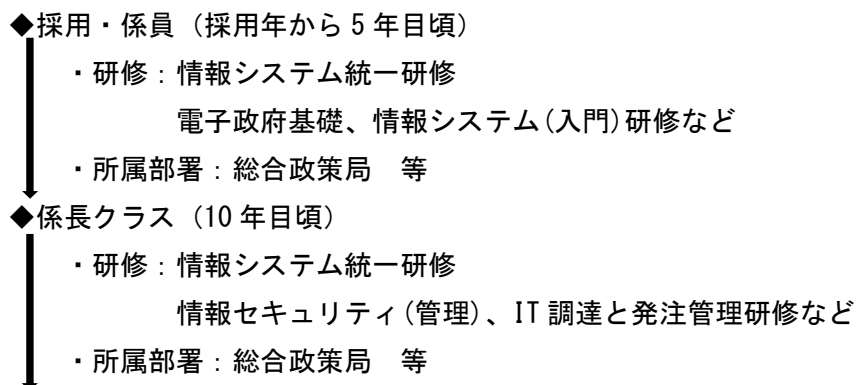 ◆採用・係員（採用年から5年目頃）
・研修：情報システム統一研修
電子政府基礎、情報システム(入門)研修など
・所属部署：総合政策局　等
◆係長クラス（10年目頃）
・研修：情報システム統一研修
情報セキュリティ(管理)、IT調達と発注管理研修など
・所属部署：総合政策局　等